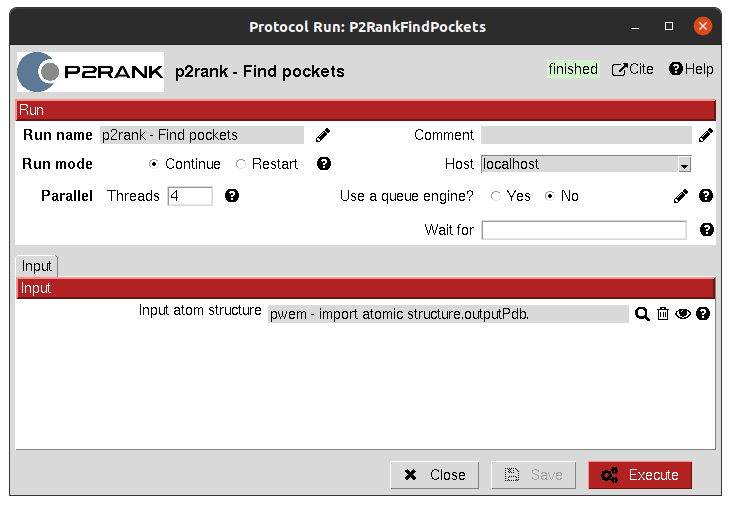 Protocol Run: P2RankFindPockets
P2RANK p2rank - Find pockets finished Cite Help
Run
Run name p2rank - Find pockets Comment
Run mode Continue Restart Host localhost
Parallel Threads 4 Use a queue engine? Yes No
Wait for
Input
Input
Input atom structure pwem - import atomic structure.outputPdb.
Close Save Execute